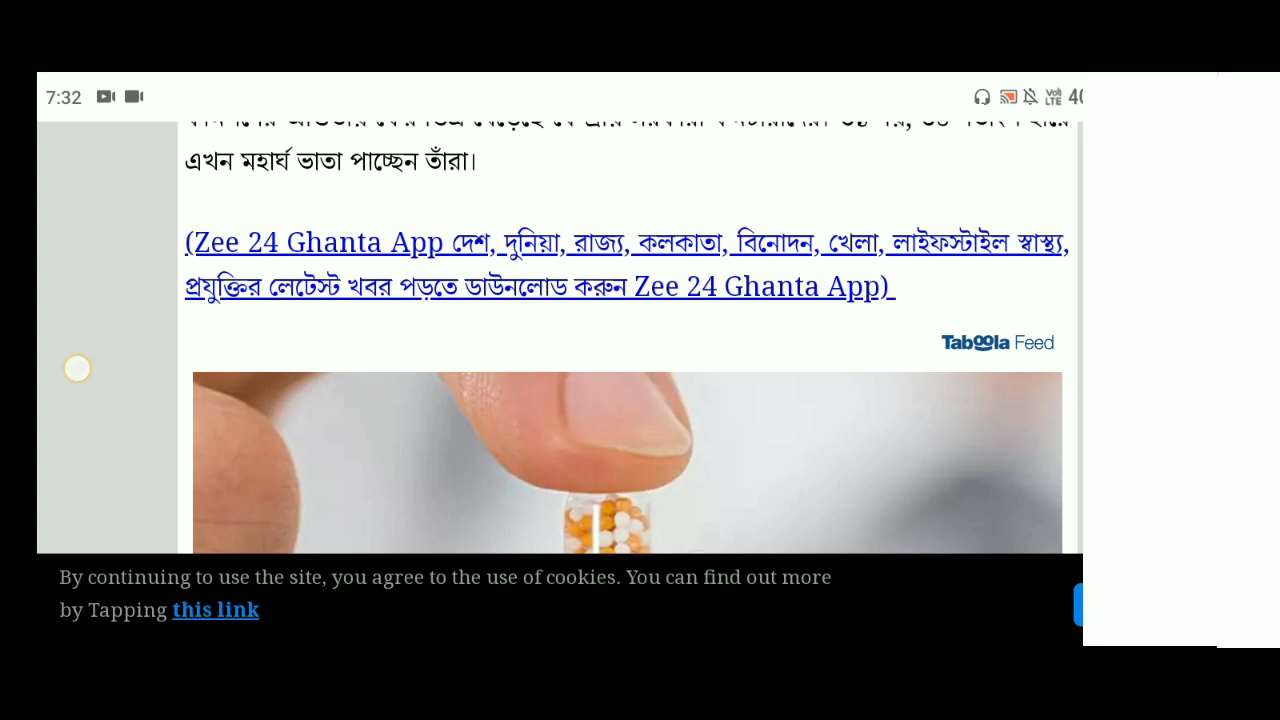 7:32
VoI LTE
এখন মহার্ঘ ভাতা পাচ্ছেন তাঁরা।
(Zee 24 Ghanta App দেশ, দুনিয়া, রাজ্য, কলকাতা, বিনোদন, খেলা, লাইফস্টাইল স্বাস্থ্য,
প্রযুক্তির লেটেস্ট খবর পড়তে ডাউনলোড করুন Zee 24 Ghanta App)
Taboola Feed
By continuing to use the site, you agree to the use of cookies. You can find out more
by Tapping this link